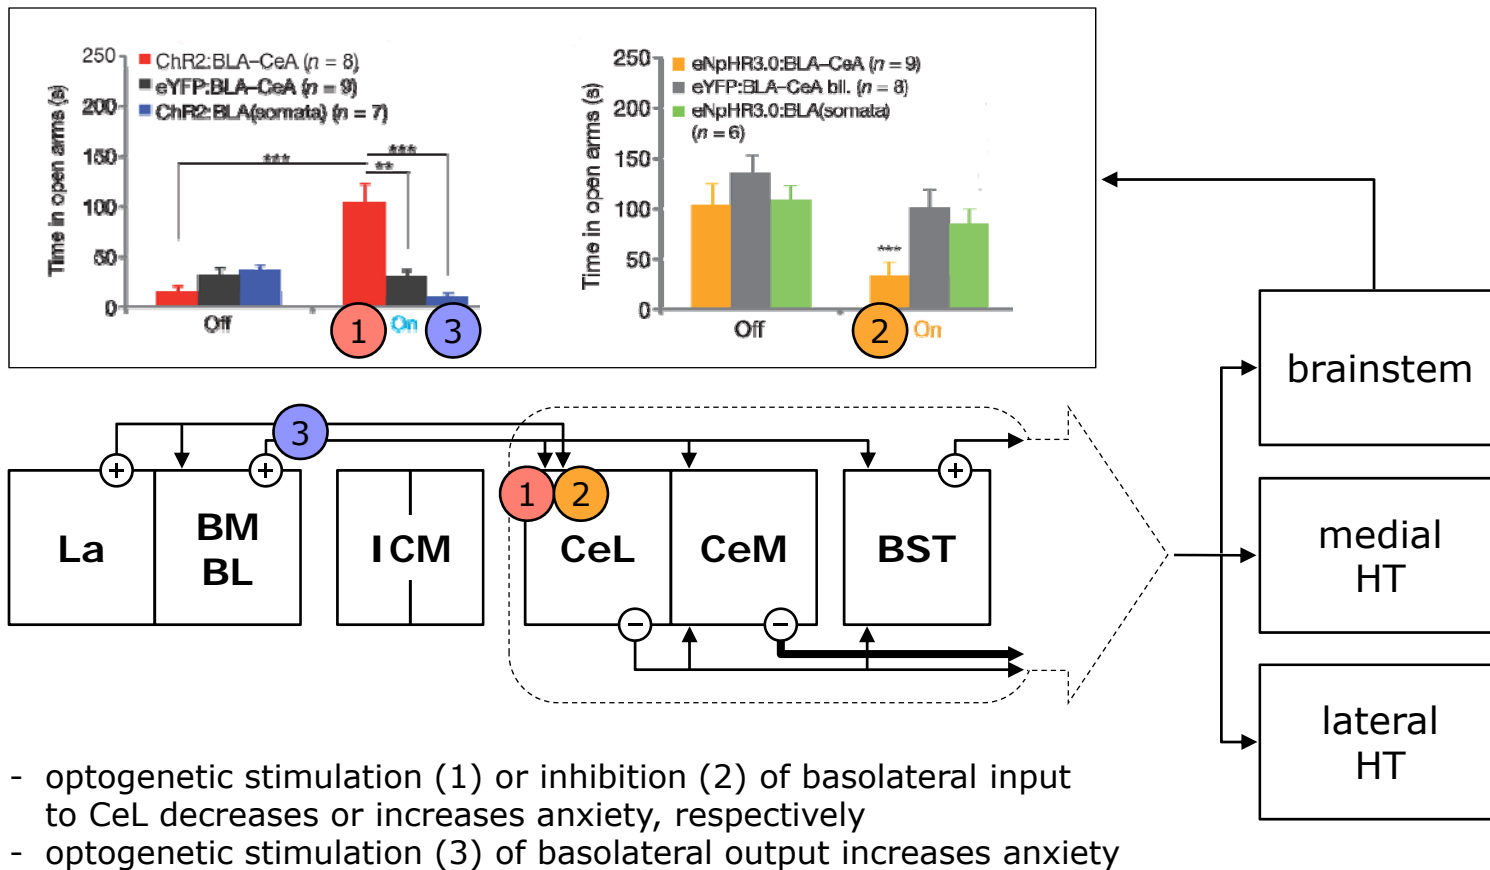 250
200
150
100
50
0
Time in open arms (s)
ChR2:BLA–CeA (n = 8)
eYFP:BLA–CeA (n = 9)
ChR2:BLA(somata) (n = 7)
***
***
**
Off
On
1
3
250
200
150
100
50
0
Time in open arms (s)
eNpHR3.0:BLA–CeA (n = 9)
eYFP:BLA–CeA bil. (n = 8)
eNpHR3.0:BLA(somata)
(n = 6)
***
Off
On
2
3
+
+
+
1
2
La
BM
BL
ICM
CeL
CeM
BST
−
−
brainstem
medial
HT
lateral
HT
- optogenetic stimulation (1) or inhibition (2) of basolateral input
to CeL decreases or increases anxiety, respectively
- optogenetic stimulation (3) of basolateral output increases anxiety